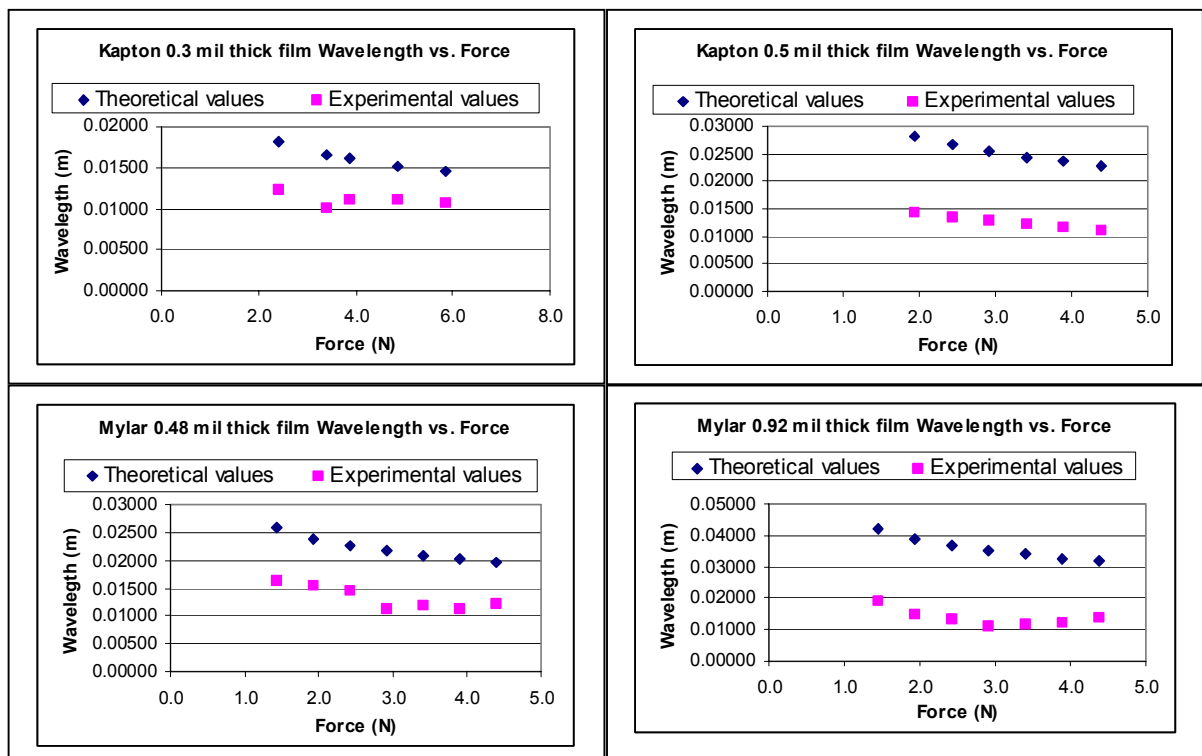 Kapton 0.3 mil thick film Wavelength vs. Force
Theoretical values Experimental values
0.02000
0.01500
0.01000
0.00500
0.00000
Wavelegth (m)
0.0 2.0 4.0 6.0 8.0
Force (N)
Kapton 0.5 mil thick film Wavelength vs. Force
Theoretical values Experimental values
0.03000
0.02500
0.02000
0.01500
0.01000
0.00500
0.00000
Wavelegth (m)
0.0 1.0 2.0 3.0 4.0 5.0
Force (N)
Mylar 0.48 mil thick film Wavelength vs. Force
Theoretical values Experimental values
0.03000
0.02500
0.02000
0.01500
0.01000
0.00500
0.00000
Wavelegth (m)
0.0 1.0 2.0 3.0 4.0 5.0
Force (N)
Mylar 0.92 mil thick film Wavelength vs. Force
Theoretical values Experimental values
0.05000
0.04000
0.03000
0.02000
0.01000
0.00000
Wavelegth (m)
0.0 1.0 2.0 3.0 4.0 5.0
Force (N)